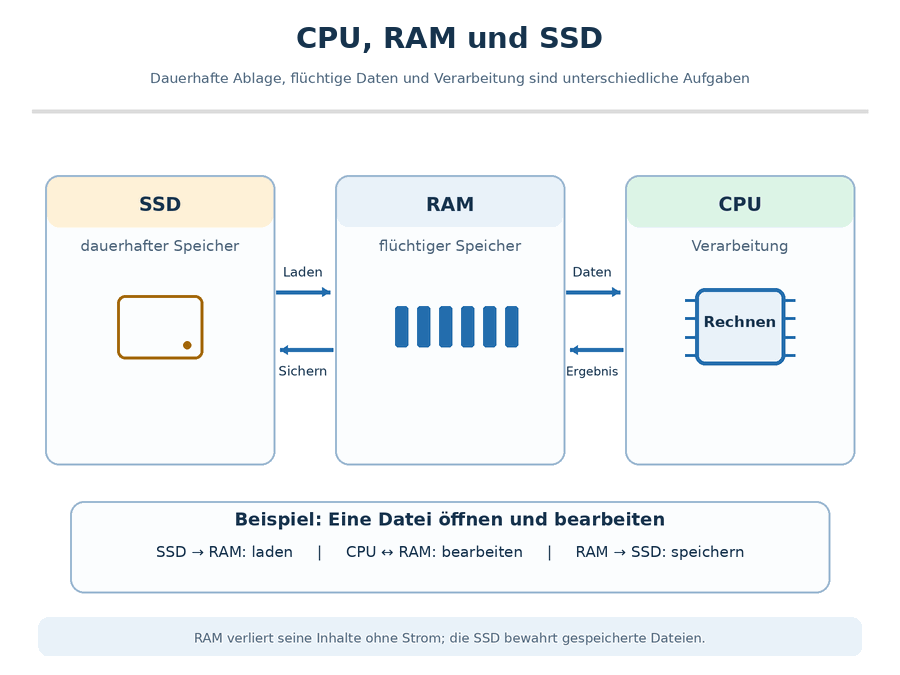 CPU, RAM und SSD
Dauerhafte Ablage, flüchtige Daten und Verarbeitung sind unterschiedliche Aufgaben
SSD
dauerhafter Speicher
Laden
Sichern
RAM
flüchtiger Speicher
Daten
Ergebnis
CPU
Verarbeitung
Rechnen
Beispiel: Eine Datei öffnen und bearbeiten
SSD → RAM: laden | CPU ↔ RAM: bearbeiten | RAM → SSD: speichern
RAM verliert seine Inhalte ohne Strom; die SSD bewahrt gespeicherte Dateien.